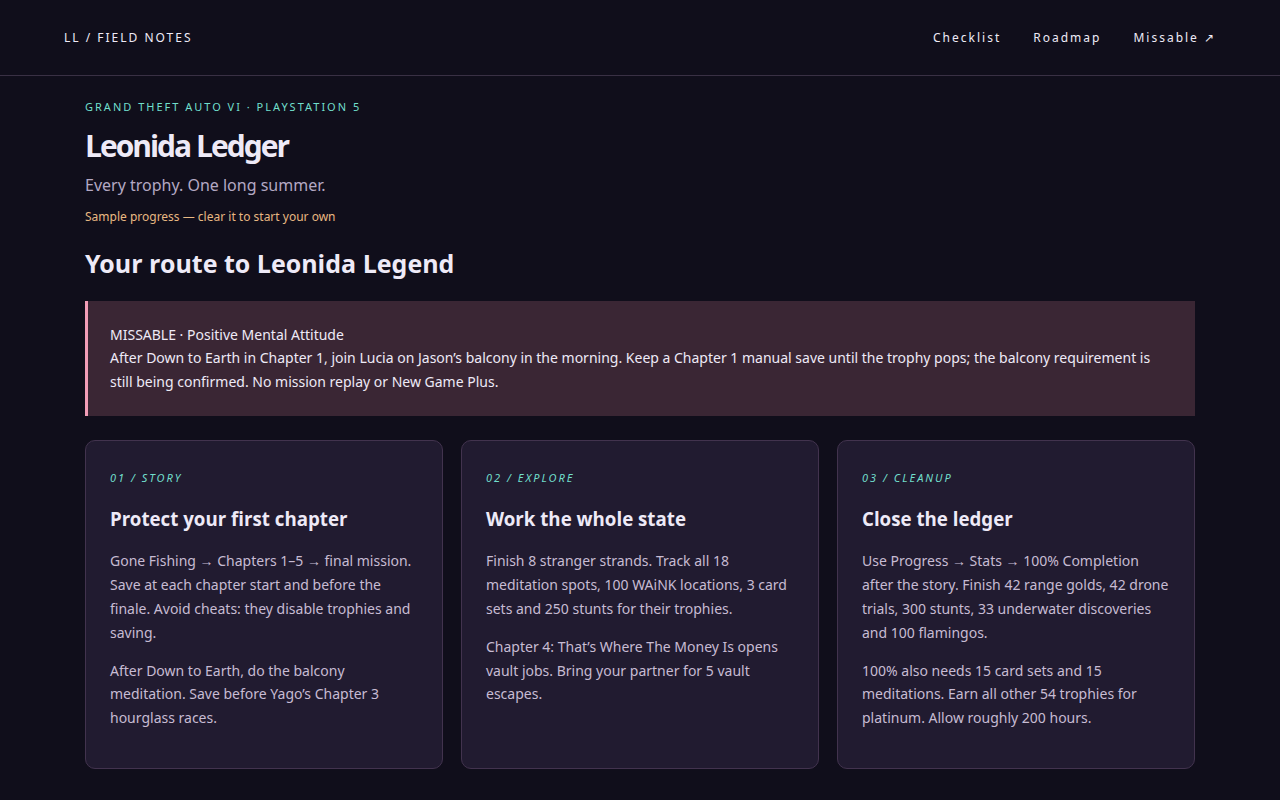 LL / FIELD NOTES
Checklist Roadmap Missable ↗
GRAND THEFT AUTO VI · PLAYSTATION 5
Leonida Ledger
Every trophy. One long summer.
Sample progress — clear it to start your own
Your route to Leonida Legend
MISSABLE · Positive Mental Attitude
After Down to Earth in Chapter 1, join Lucia on Jason’s balcony in the morning. Keep a Chapter 1 manual save until the trophy pops; the balcony requirement is
still being confirmed. No mission replay or New Game Plus.
01 / STORY
Protect your first chapter
Gone Fishing → Chapters 1–5 → final mission.
Save at each chapter start and before the
finale. Avoid cheats: they disable trophies and
saving.
After Down to Earth, do the balcony
meditation. Save before Yago’s Chapter 3
hourglass races.
02 / EXPLORE
Work the whole state
Finish 8 stranger strands. Track all 18
meditation spots, 100 WAiNK locations, 3 card
sets and 250 stunts for their trophies.
Chapter 4: That’s Where The Money Is opens
vault jobs. Bring your partner for 5 vault
escapes.
03 / CLEANUP
Close the ledger
Use Progress → Stats → 100% Completion
after the story. Finish 42 range golds, 42 drone
trials, 300 stunts, 33 underwater discoveries
and 100 flamingos.
100% also needs 15 card sets and 15
meditations. Earn all other 54 trophies for
platinum. Allow roughly 200 hours.